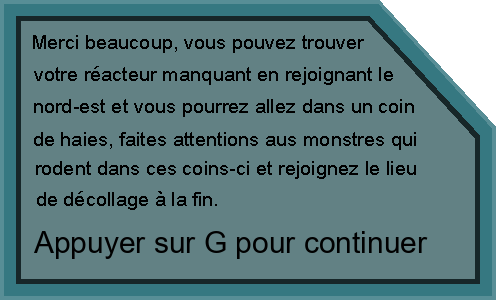 Merci beaucoup, vous pouvez trouver
votre réacteur manquant en rejoignant le
nord-est et vous pourrez allez dans un coin
de haies, faites attentions aus monstres qui
rodent dans ces coins-ci et rejoignez le lieu
de décollage à la fin.
Appuyer sur G pour continuer